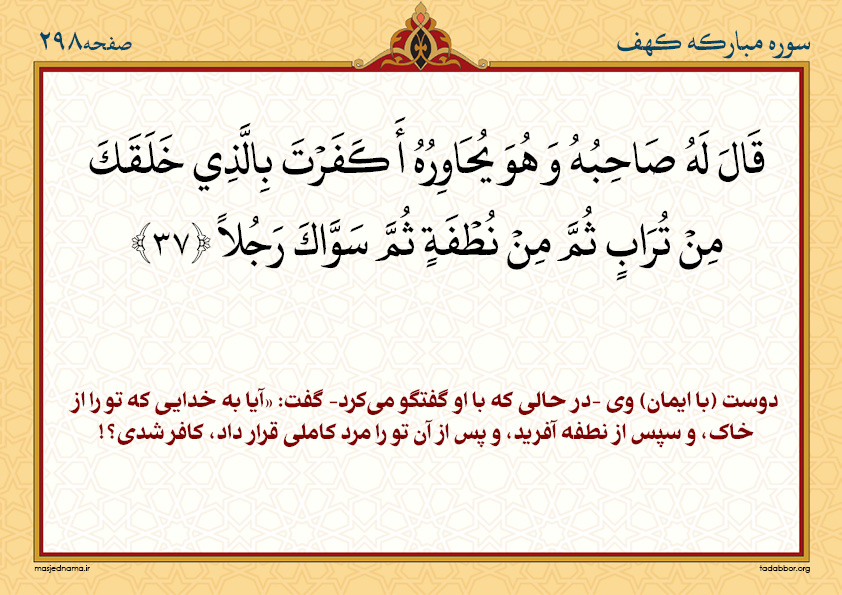 سوره مبارکه کهف
صفحه ۲۹۸
قَالَ لَهُ صَاحِبُهُ وَهُوَ يُحَاوِرُهُ أَكَفَرْتَ بِالَّذِي خَلَقَكَ
مِنْ تُرَابٍ ثُمَّ مِنْ نُطْفَةٍ ثُمَّ سَوَّاكَ رَجُلاً ﴿۳۷﴾
دوست (با ایمان) وی -در حالی که با او گفتگو می‌کرد- گفت: «آیا به خدایی که تو را از
خاک، و سپس از نطفه آفرید، و پس از آن تو را مرد کاملی قرار داد، کافر شدی؟!
masjednama.ir
tadabbor.org